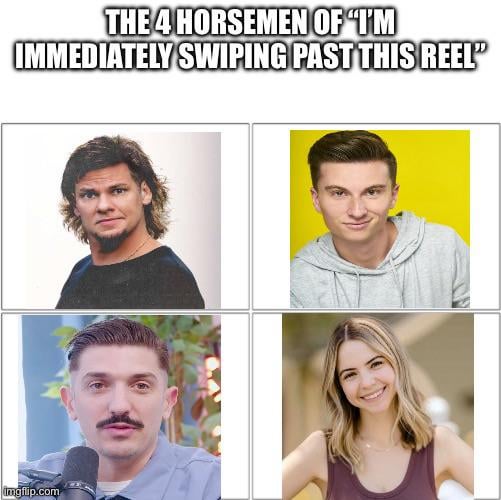 THE 4 HORSEMEN OF “I’M
IMMEDIATELY SWIPING PAST THIS REEL”
imgflip.com